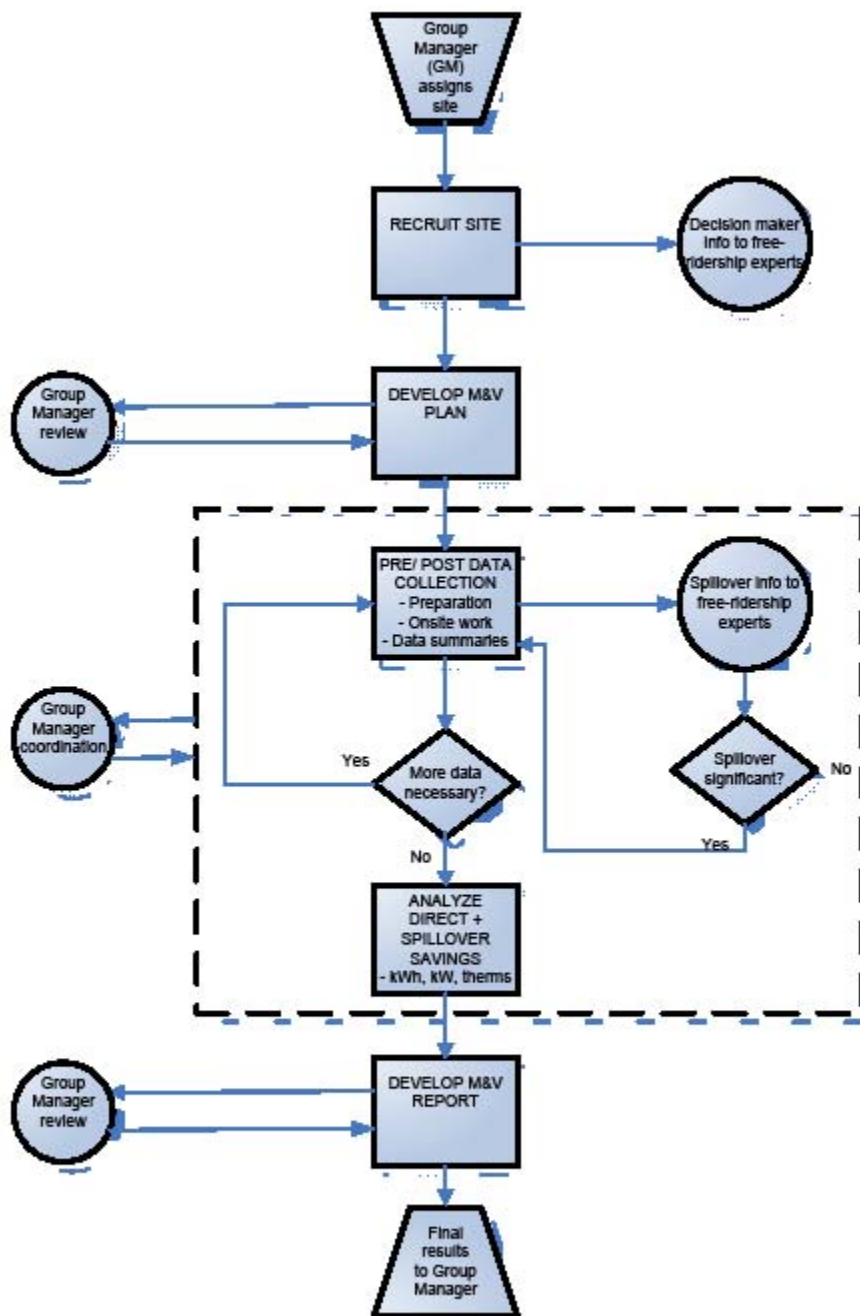 Group
Manager
(GM)
assigns
site
RECRUIT SITE
Decision maker
info to free-
ridership experts
Group
Manager
review
DEVELOP M&V
PLAN
PRE/ POST DATA
COLLECTION
- Preparation
- Onsite work
- Data summaries
Spillover info to
free-ridership
experts
Group
Manager
coordination
Yes
More data
necessary?
Spillover
significant?
No
No
Yes
ANALYZE
DIRECT +
SPILLOVER
SAVINGS
- kWh, kW, therms
Group
Manager
review
DEVELOP M&V
REPORT
Final
results
to Group
Manager